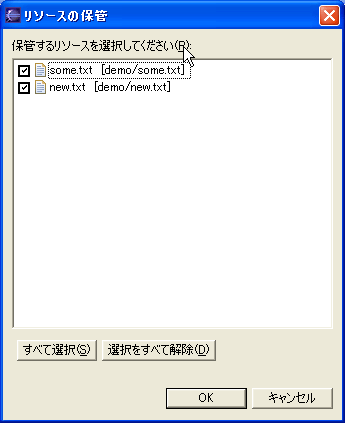 リソースの保管
保管するリソースを選択してください(R):
some.txt [demo/some.txt]
new.txt [demo/new.txt]
すべて選択(S) 選択をすべて解除(D)
OK キャンセル